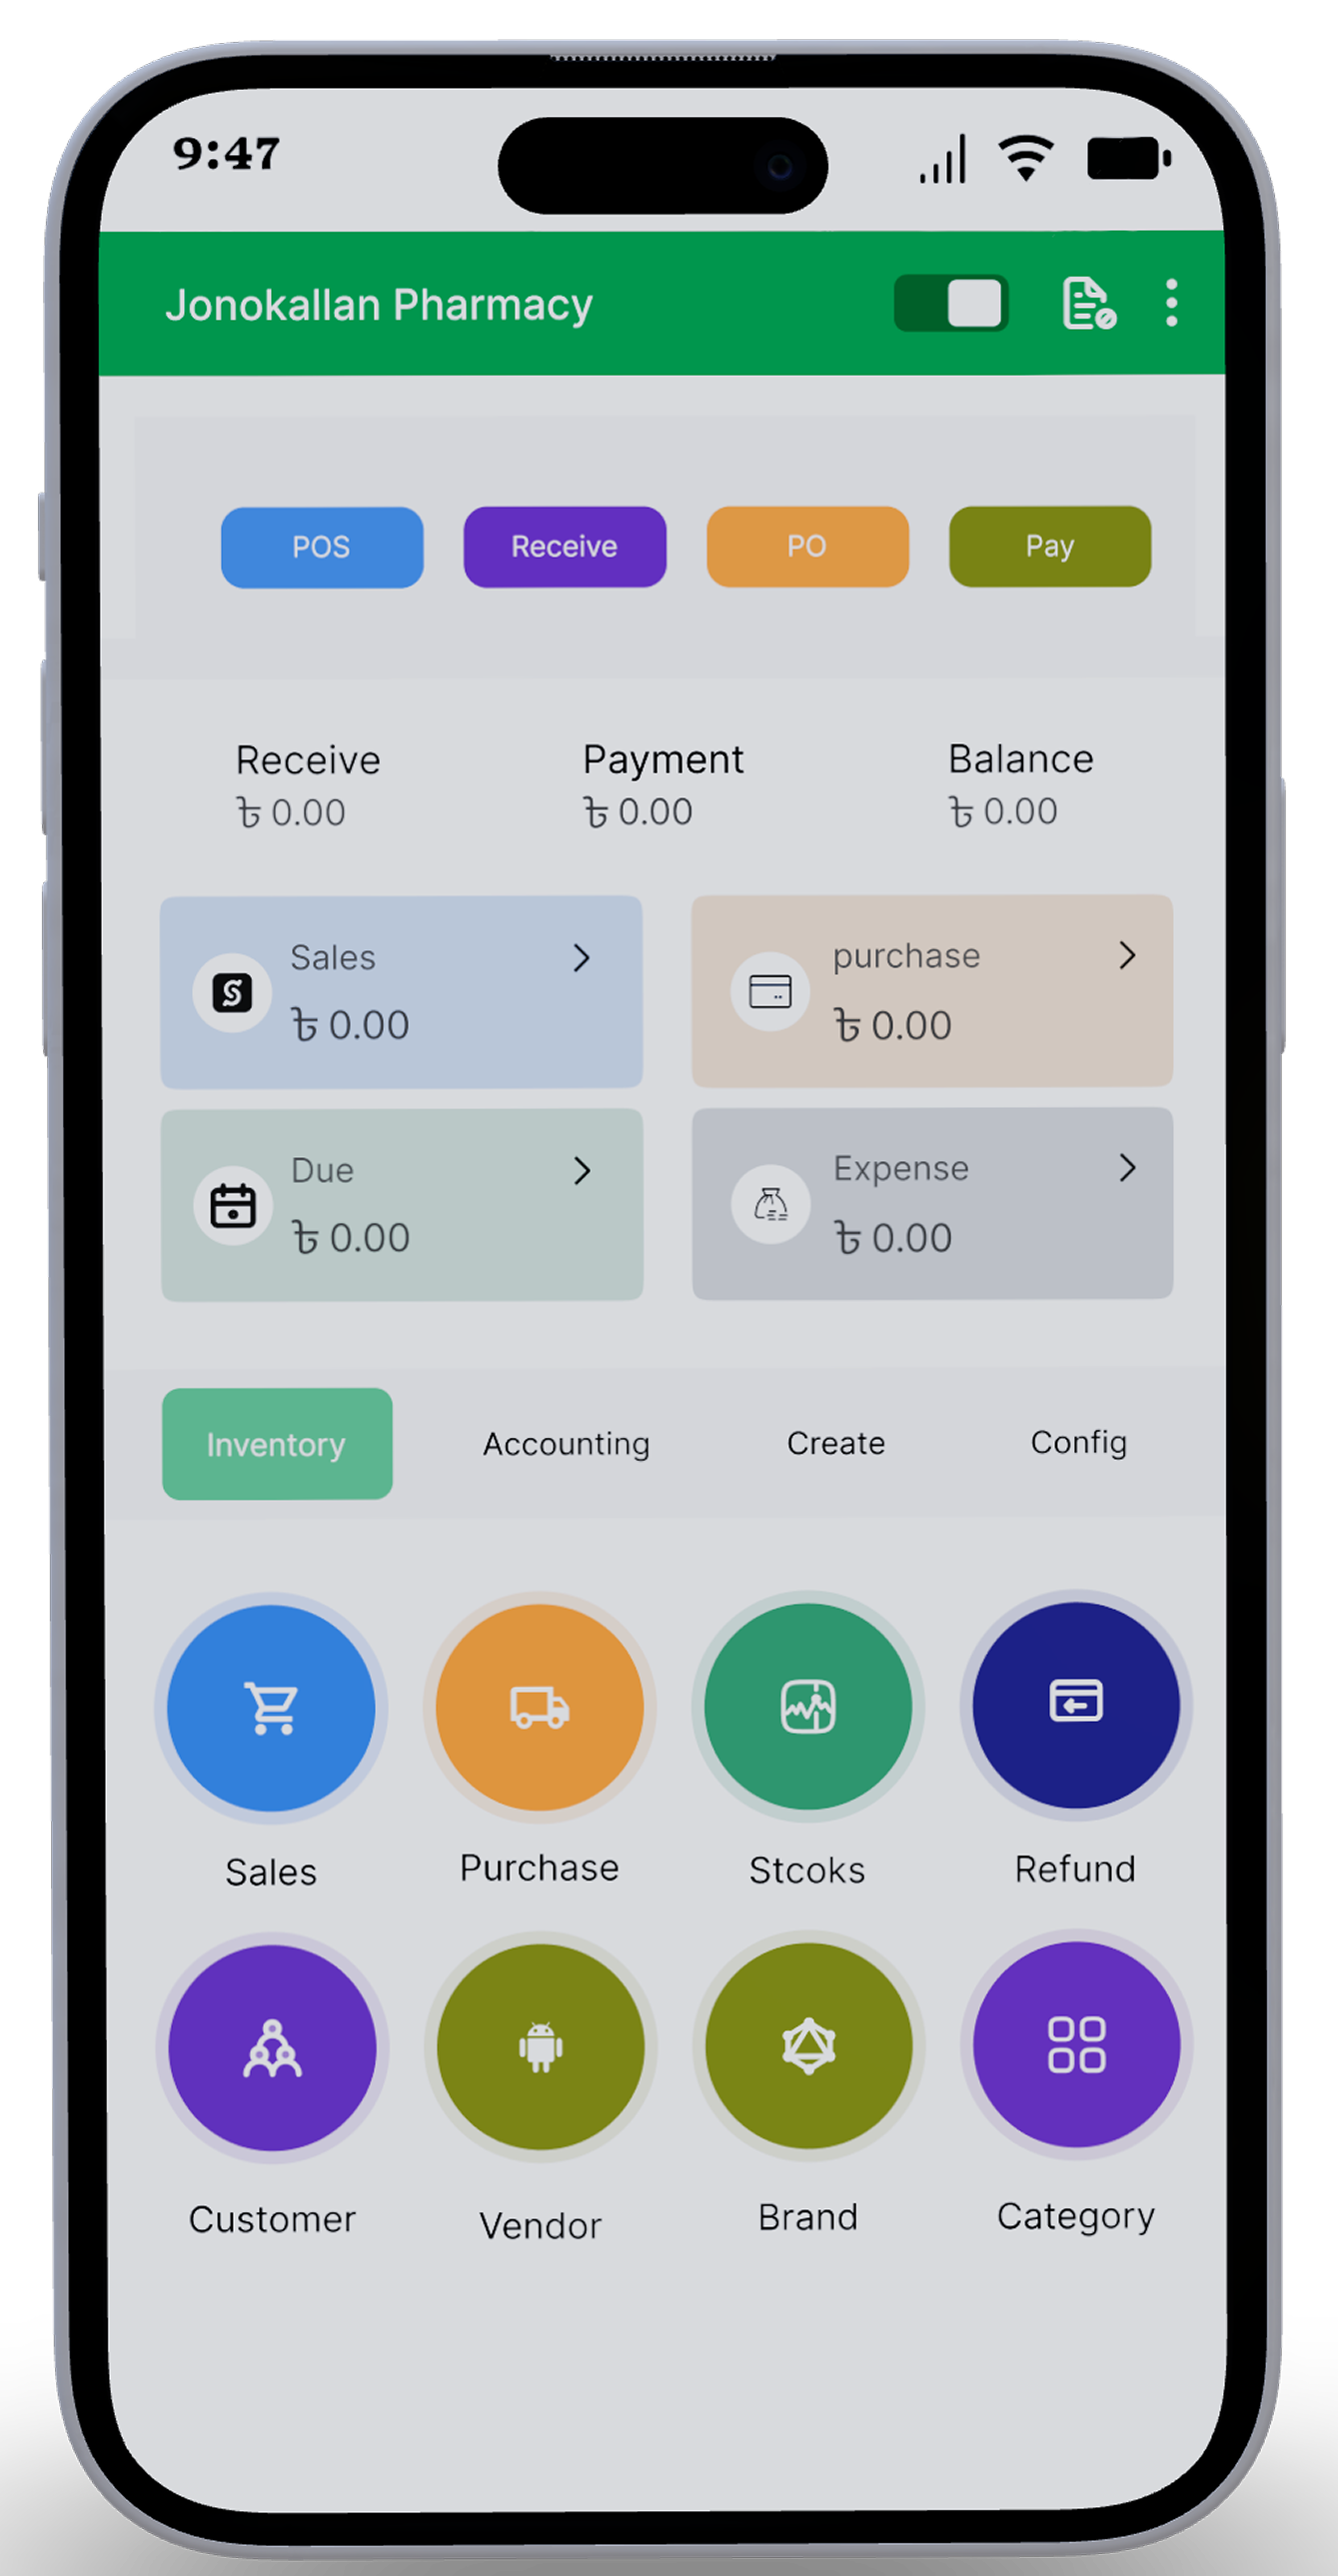 9:47
Jonokallan Pharmacy
POS Receive PO Pay
Receive Payment Balance
৳ 0.00 ৳ 0.00 ৳ 0.00
Sales purchase
৳ 0.00 ৳ 0.00
Due Expense
৳ 0.00 ৳ 0.00
Inventory Accounting Create Config
Sales Purchase Stcoks Refund
Customer Vendor Brand Category